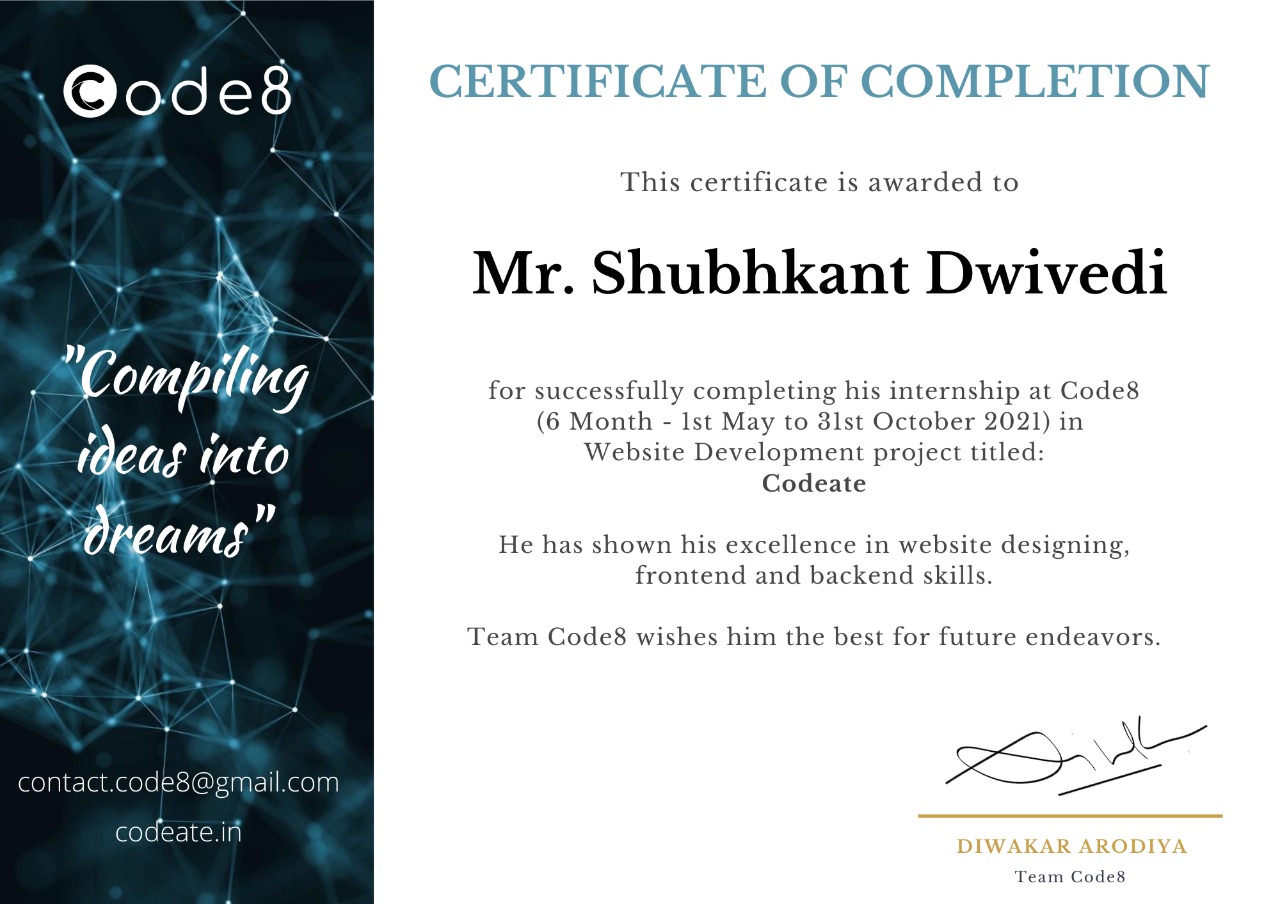 Code8
"Compiling
ideas into
dreams"
contact.code8@gmail.com
codeate.in
CERTIFICATE OF COMPLETION
This certificate is awarded to
Mr. Shubhkant Dwivedi
for successfully completing his internship at Code8
(6 Month - 1st May to 31st October 2021) in
Website Development project titled:
Codeate
He has shown his excellence in website designing,
frontend and backend skills.
Team Code8 wishes him the best for future endeavors.
DIWAKAR ARODIYA
Team Code8